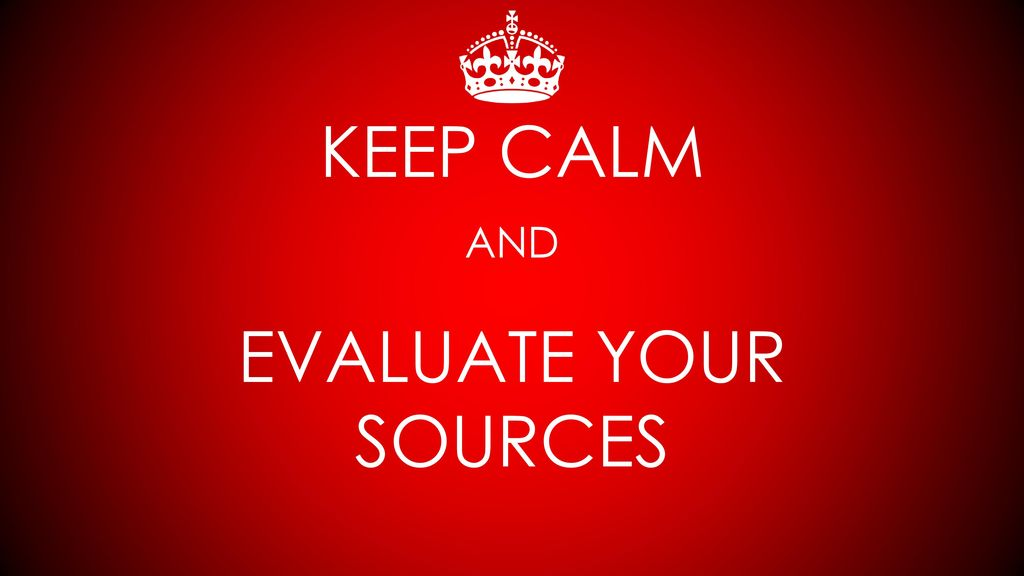 KEEP CALM
AND
EVALUATE YOUR
SOURCES